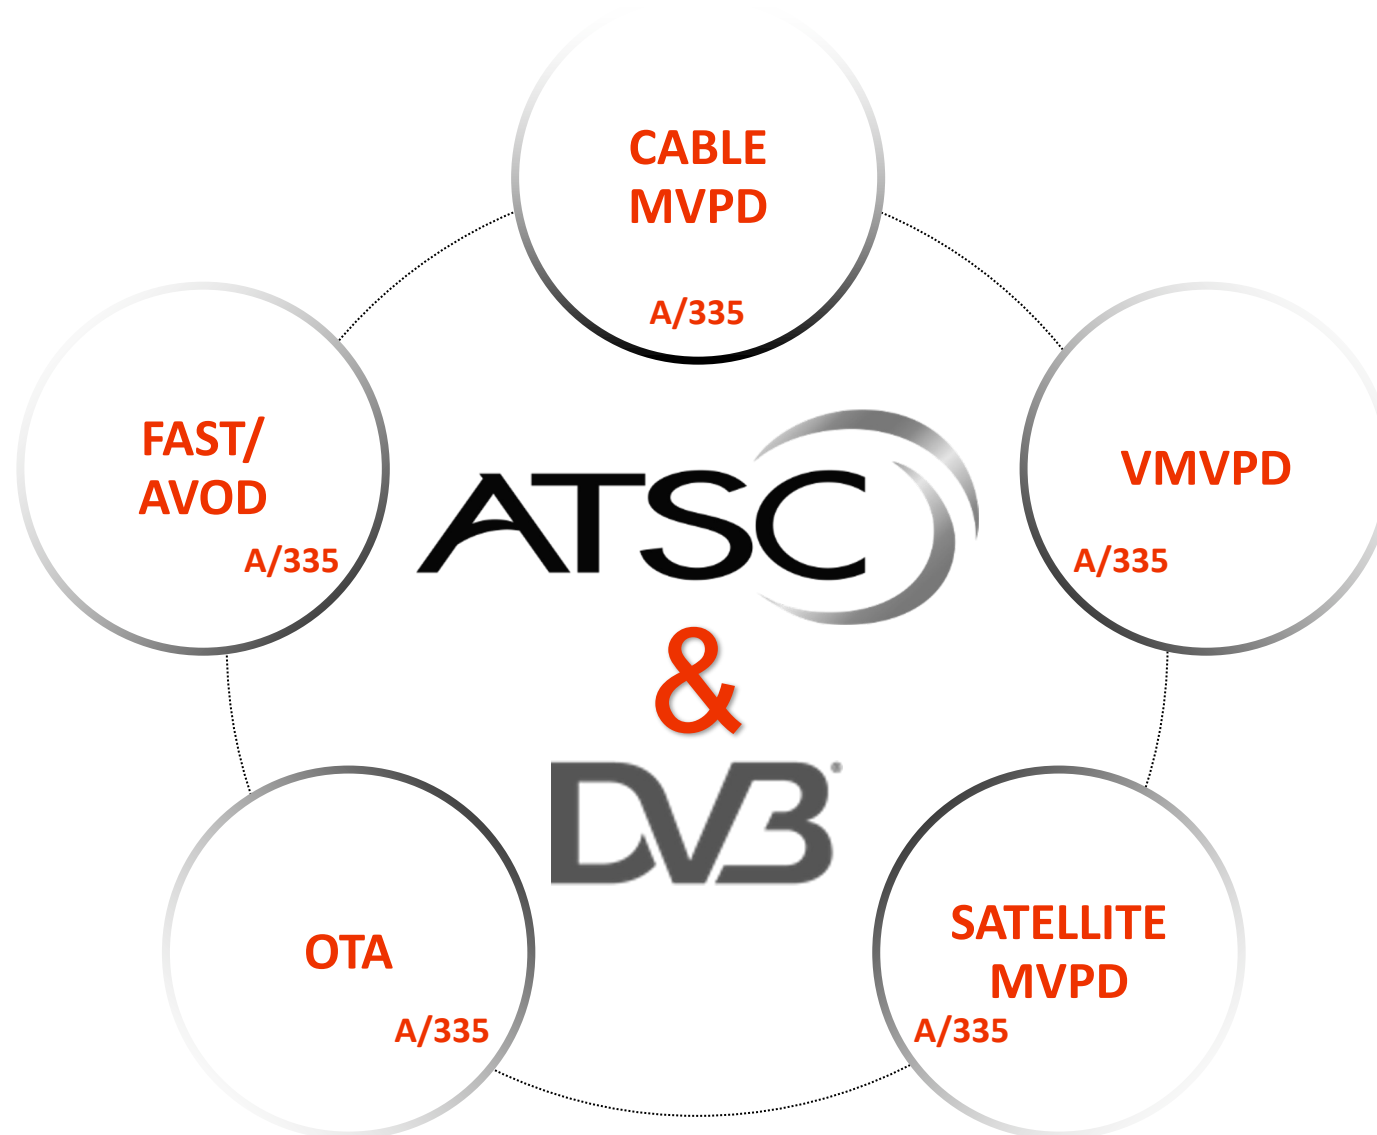 CABLE
MVPD
A/335
FAST/
AVOD
A/335
VMVPD
A/335
ATSC
&
DVB®
OTA
A/335
SATELLITE
MVPD
A/335